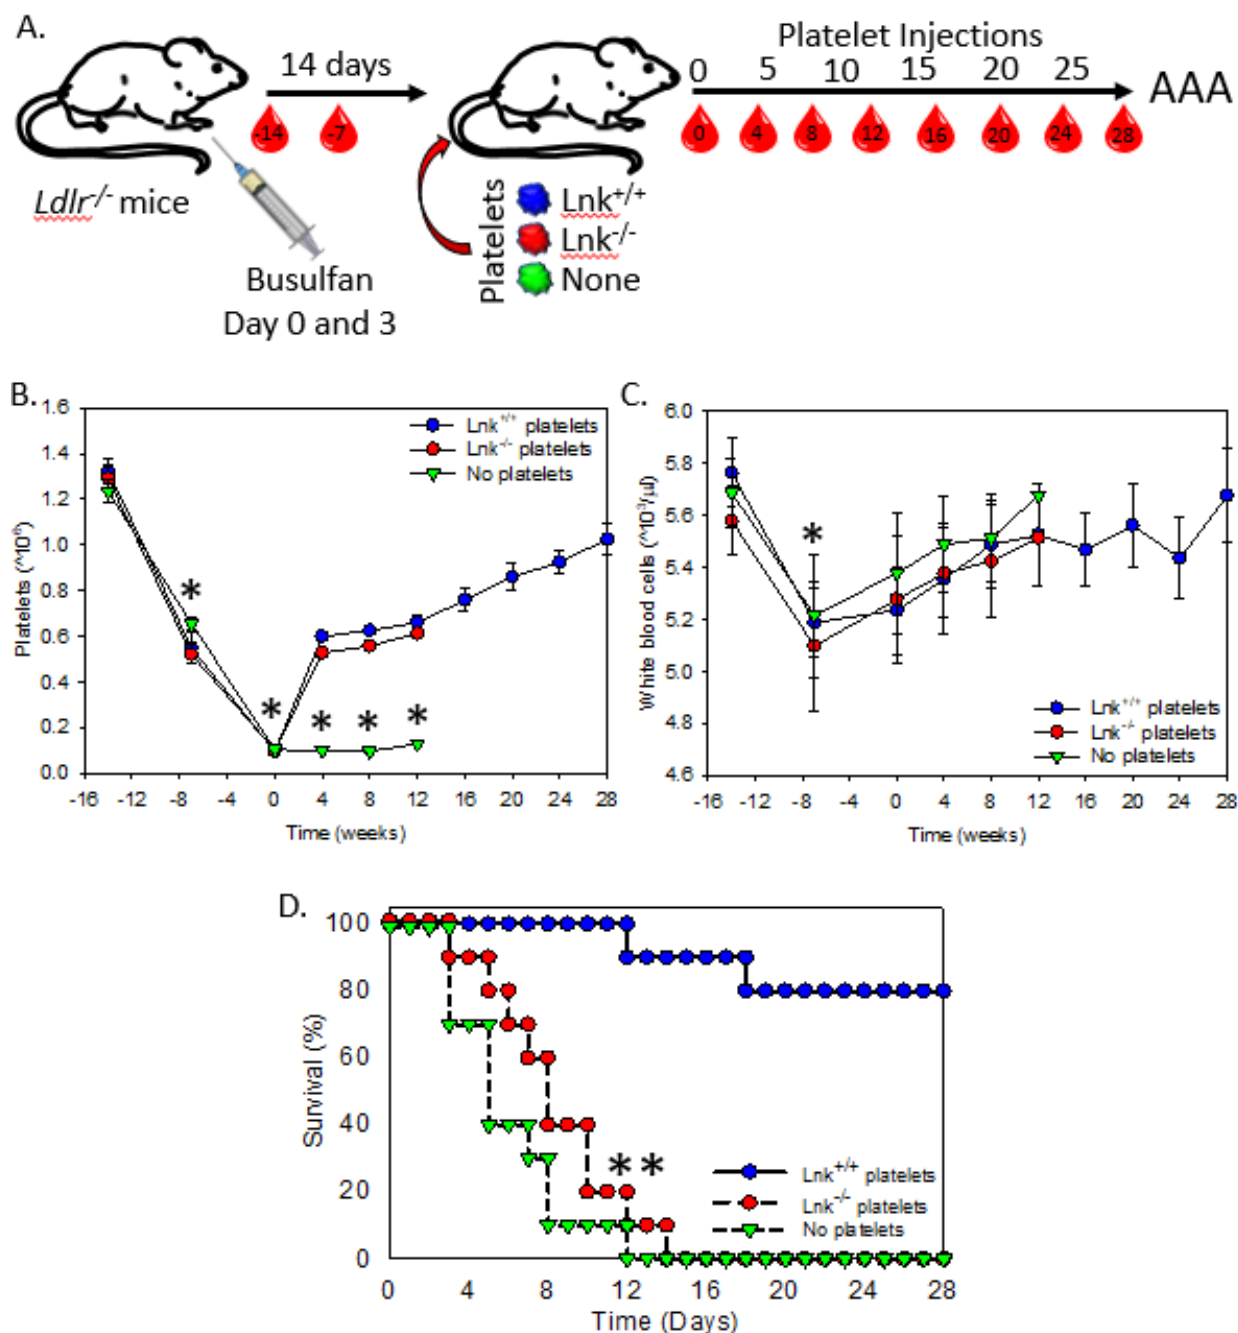 A.
14 days
Platelet Injections
0 5 10 15 20 25
AAA
-14 -7
0 4 8 12 16 20 24 28
Ldlr-/- mice
Platelets
Lnk+/+
Lnk-/-
None
Busulfan
Day 0 and 3
B.
Platelets (^10⁶)
1.6
1.4
1.2
1.0
0.8
0.6
0.4
0.2
0.0
Lnk+/+ platelets
Lnk-/- platelets
No platelets
*
* * * *
-16 -12 -8 -4 0 4 8 12 16 20 24 28
Time (weeks)
C.
White blood cells (^10³/µl)
6.0
5.8
5.6
5.4
5.2
5.0
4.8
4.6
*
Lnk+/+ platelets
Lnk-/- platelets
No platelets
-16 -12 -8 -4 0 4 8 12 16 20 24 28
Time (weeks)
D.
Survival (%)
100
80
60
40
20
0
* *
Lnk+/+ platelets
Lnk-/- platelets
No platelets
0 4 8 12 16 20 24 28
Time (Days)